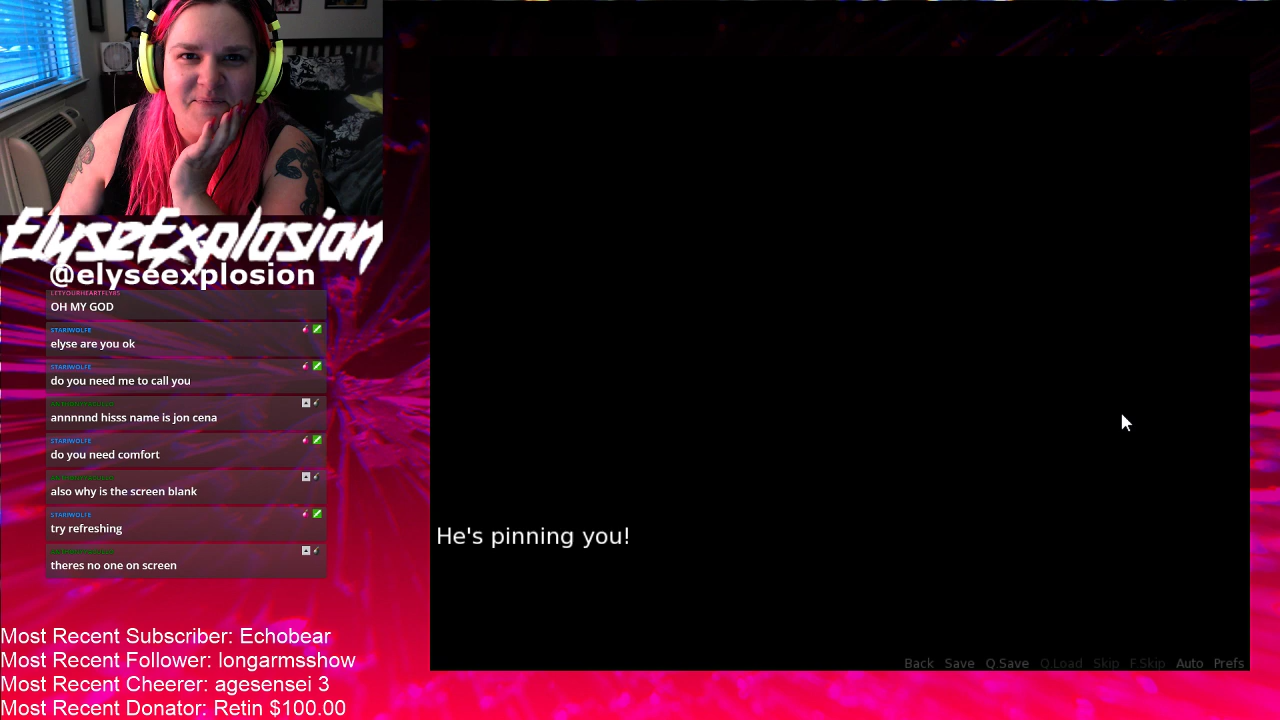 ElyseExplosion
@elyseexplosion
LETYOURHEARTFLY85
OH MY GOD
STARIWOLFE
elyse are you ok
STARIWOLFE
do you need me to call you
annnnnd hisss name is jon cena
STARIWOLFE
do you need comfort
also why is the screen blank
STARIWOLFE
try refreshing
theres no one on screen
Most Recent Subscriber: Echobear
Most Recent Follower: longarmsshow
Most Recent Cheerer: agesensei 3
Most Recent Donator: Retin $100.00
He's pinning you!
Back Save Q.Save Q.Load Skip F.Skip Auto Prefs